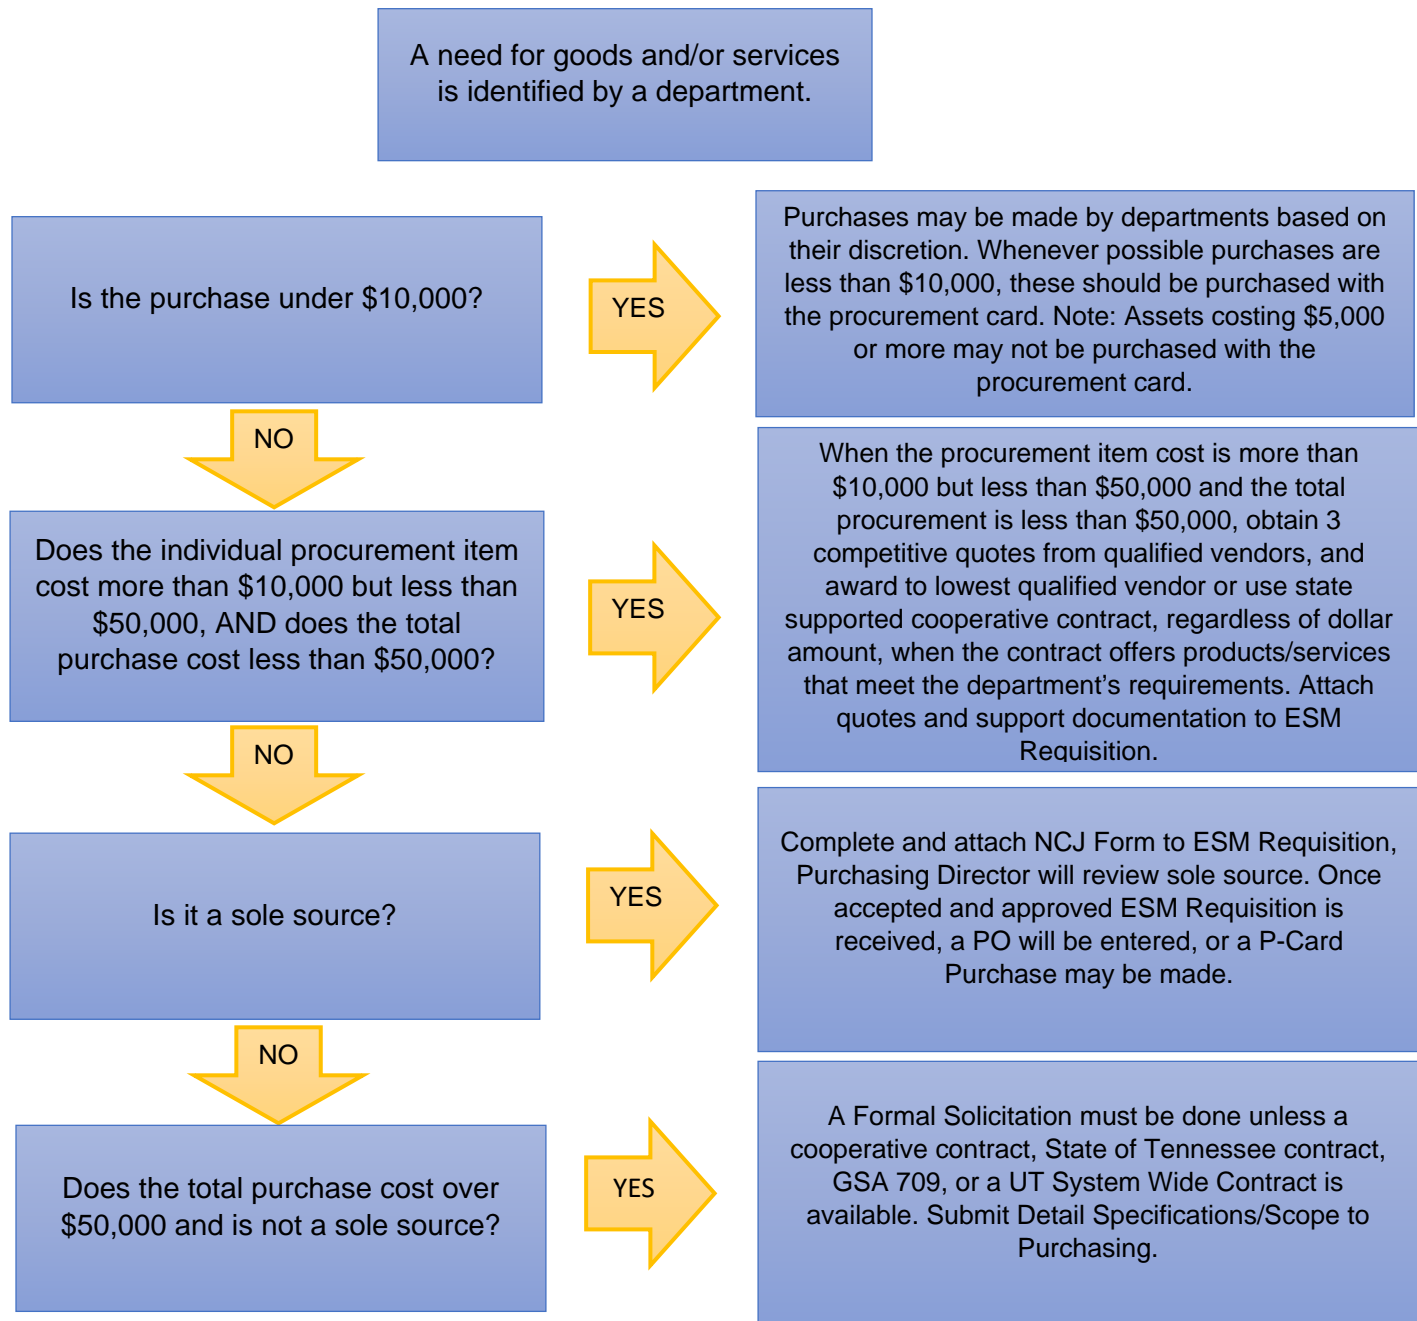 A need for goods and/or services
is identified by a department.
Is the purchase under $10,000?
YES
Purchases may be made by departments based on
their discretion. Whenever possible purchases are
less than $10,000, these should be purchased with
the procurement card. Note: Assets costing $5,000
or more may not be purchased with the
procurement card.
NO
Does the individual procurement item
cost more than $10,000 but less than
$50,000, AND does the total
purchase cost less than $50,000?
YES
When the procurement item cost is more than
$10,000 but less than $50,000 and the total
procurement is less than $50,000, obtain 3
competitive quotes from qualified vendors, and
award to lowest qualified vendor or use state
supported cooperative contract, regardless of dollar
amount, when the contract offers products/services
that meet the department’s requirements. Attach
quotes and support documentation to ESM
Requisition.
NO
Is it a sole source?
YES
Complete and attach NCJ Form to ESM Requisition,
Purchasing Director will review sole source. Once
accepted and approved ESM Requisition is
received, a PO will be entered, or a P-Card
Purchase may be made.
NO
Does the total purchase cost over
$50,000 and is not a sole source?
YES
A Formal Solicitation must be done unless a
cooperative contract, State of Tennessee contract,
GSA 709, or a UT System Wide Contract is
available. Submit Detail Specifications/Scope to
Purchasing.